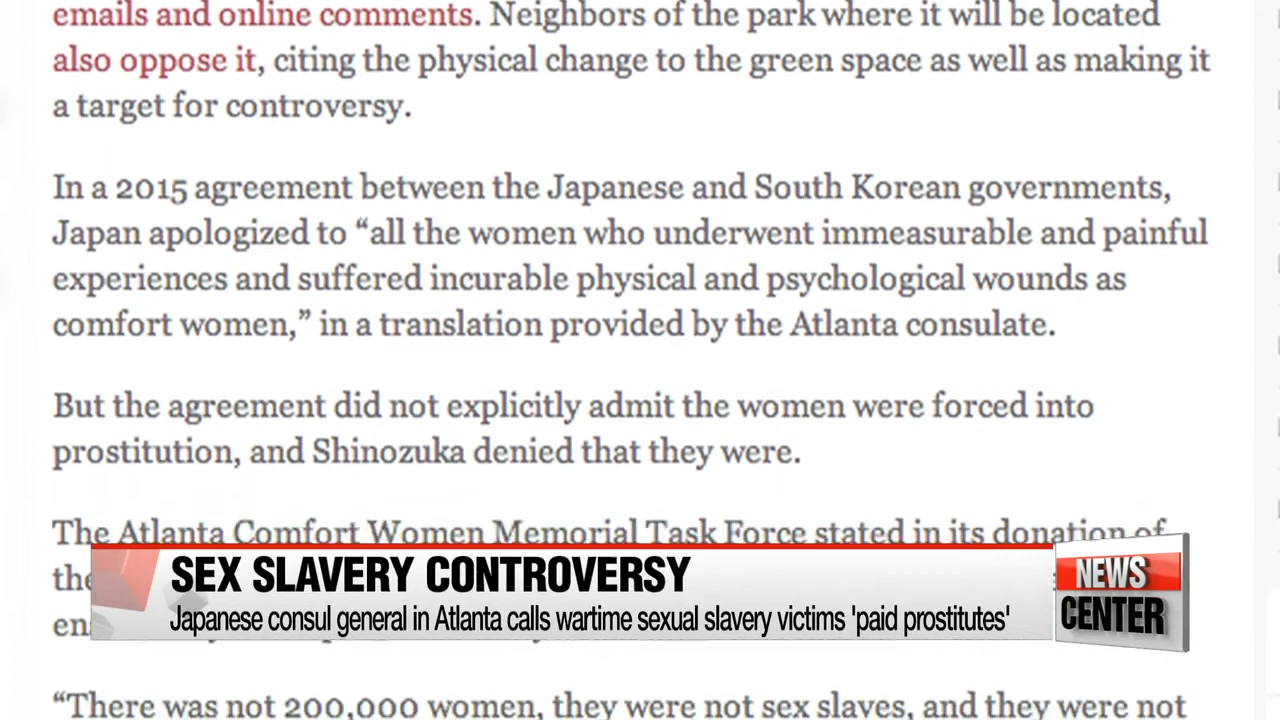 emails and online comments. Neighbors of the park where it will be located
also oppose it, citing the physical change to the green space as well as making it
a target for controversy.
In a 2015 agreement between the Japanese and South Korean governments,
Japan apologized to “all the women who underwent immeasurable and painful
experiences and suffered incurable physical and psychological wounds as
comfort women,” in a translation provided by the Atlanta consulate.
But the agreement did not explicitly admit the women were forced into
prostitution, and Shinozuka denied that they were.
The Atlanta Comfort Women Memorial Task Force stated in its donation of
the
SEX SLAVERY CONTROVERSY
Japanese consul general in Atlanta calls wartime sexual slavery victims 'paid prostitutes'
NEWS
CENTER
“There was not 200,000 women, they were not sex slaves, and they were not